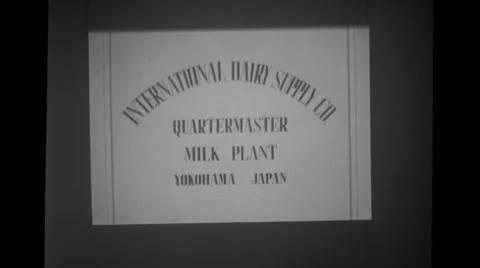 INTERNATIONAL DAIRY SUPPLY CO.
QUARTERMASTER
MILK PLANT
YOKOHAMA JAPAN